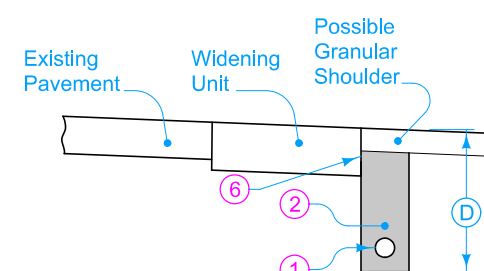 Possible
Granular
Shoulder
Existing
Pavement
Widening
Unit
6
2
D
1